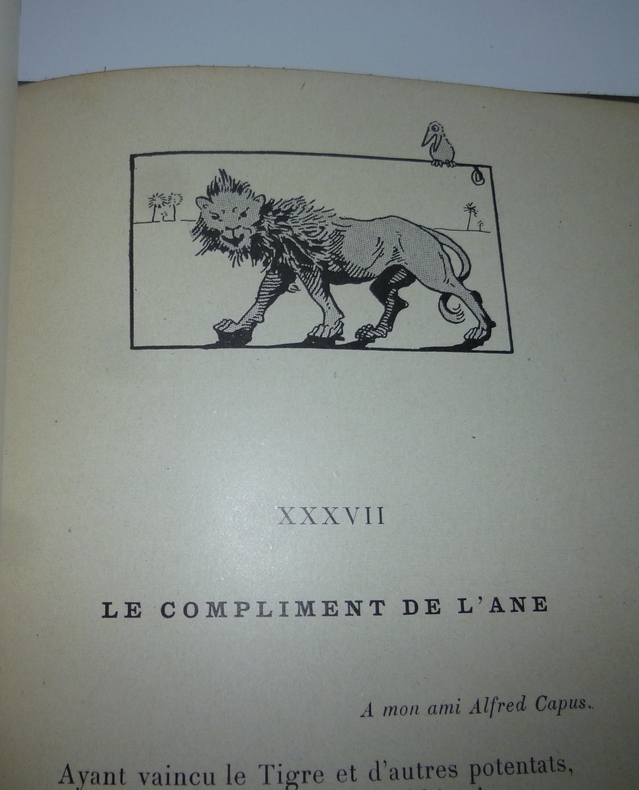 XXXVII
LE COMPLIMENT DE L'ANE
A mon ami Alfred Capus.
Ayant vaincu le Tigre et d'autres potentats,